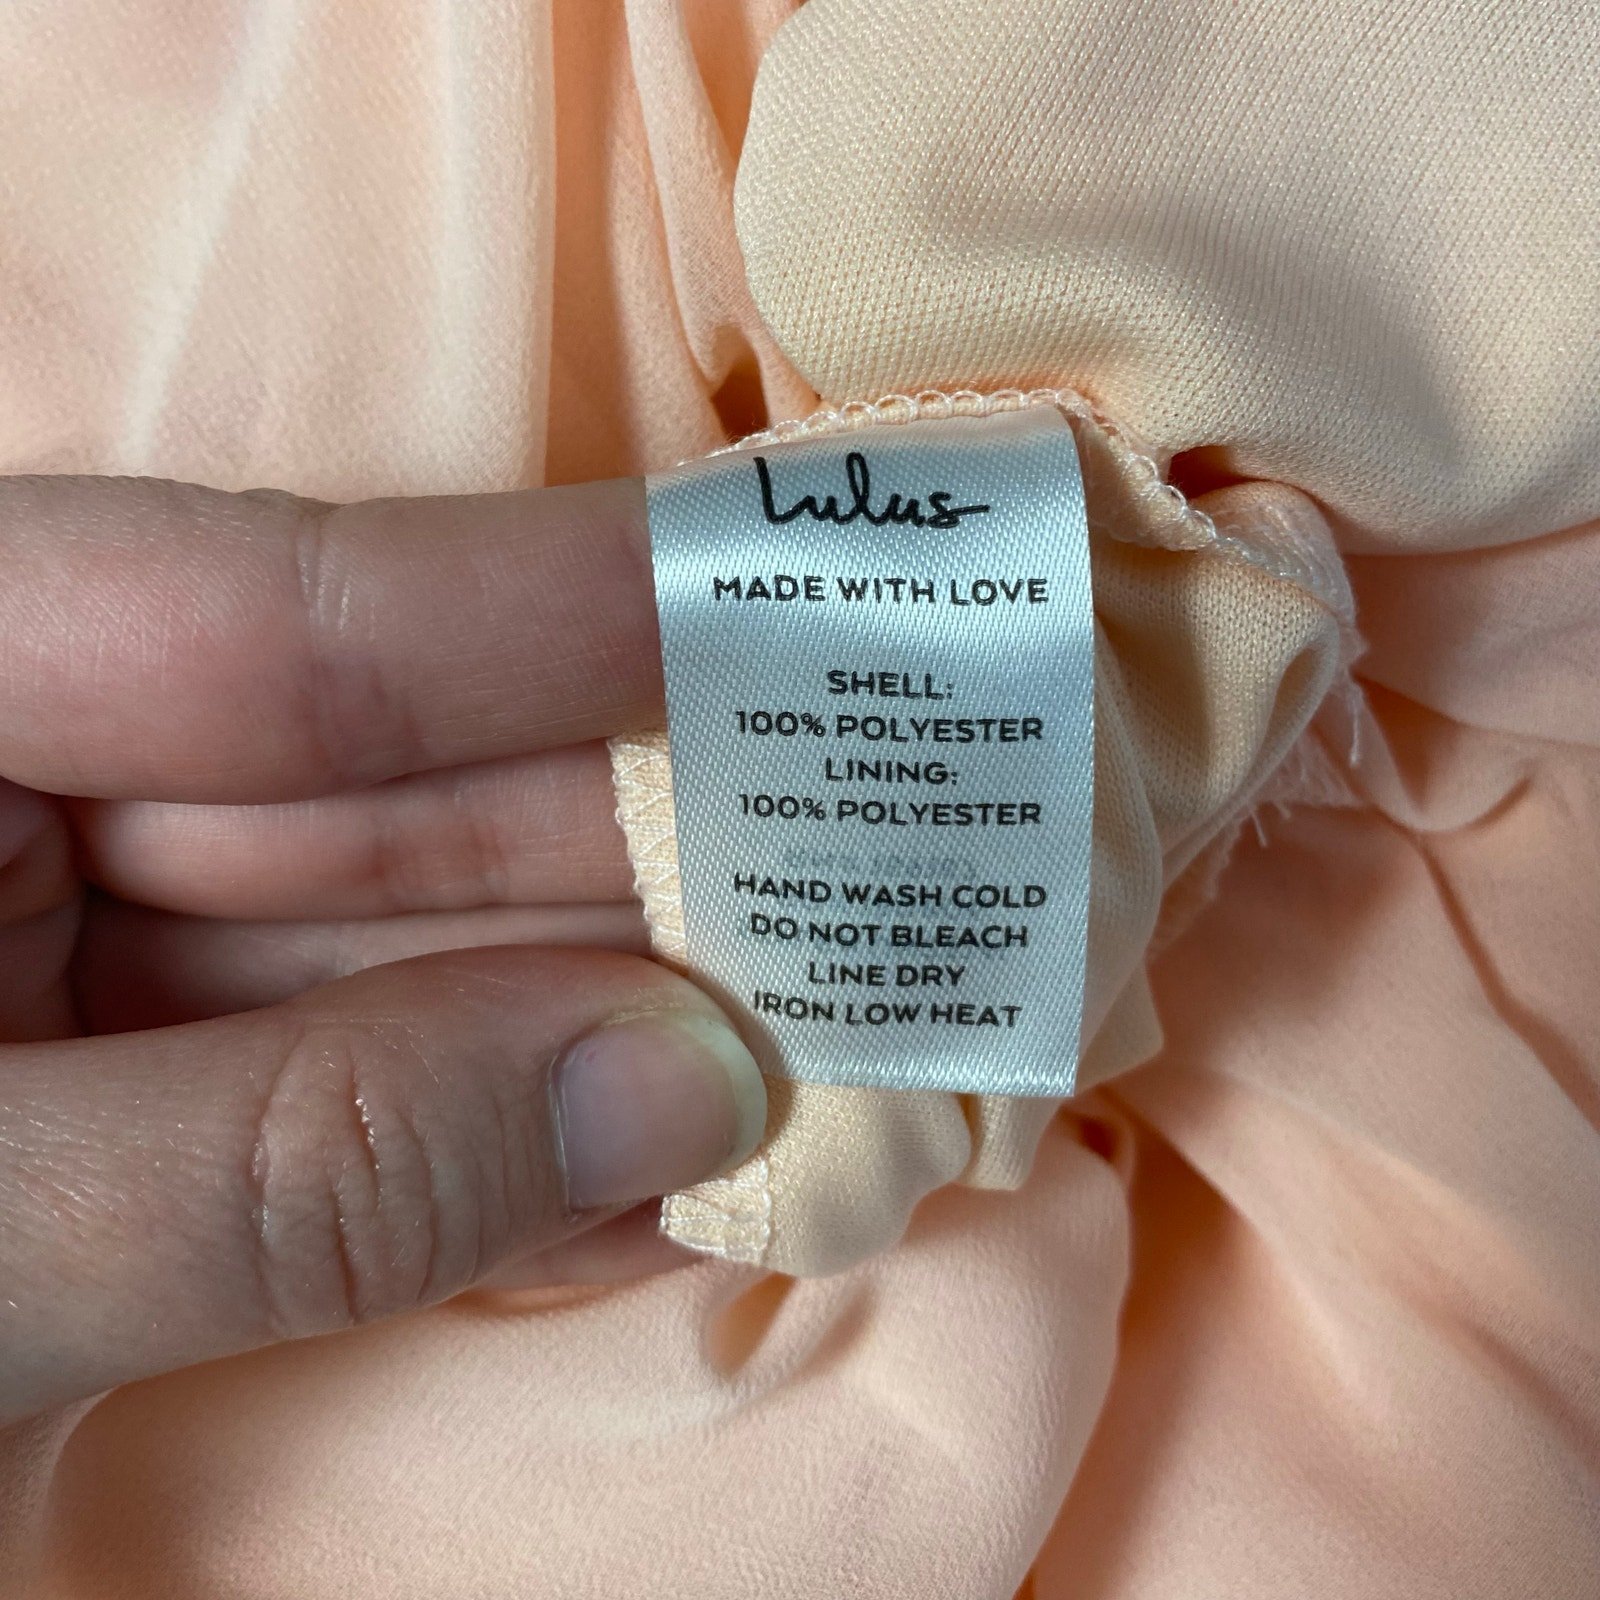 Lulus
MADE WITH LOVE
SHELL:
100% POLYESTER
LINING:
100% POLYESTER
HAND WASH COLD
DO NOT BLEACH
LINE DRY
IRON LOW HEAT